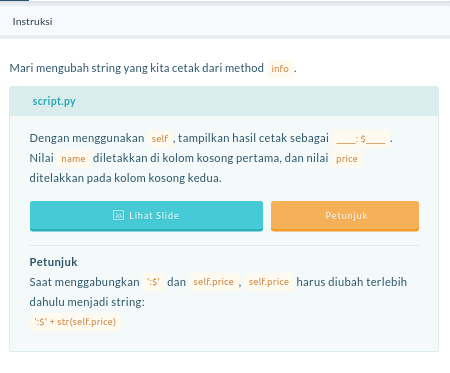 Instruksi
Mari mengubah string yang kita cetak dari method info .
script.py
Dengan menggunakan self , tampilkan hasil cetak sebagai ____: $____ .
Nilai name diletakkan di kolom kosong pertama, dan nilai price
ditelakkan pada kolom kosong kedua.
Lihat Slide
Petunjuk
Petunjuk
Saat menggabungkan ':$' dan self.price , self.price harus diubah terlebih
dahulu menjadi string:
':$' + str(self.price)